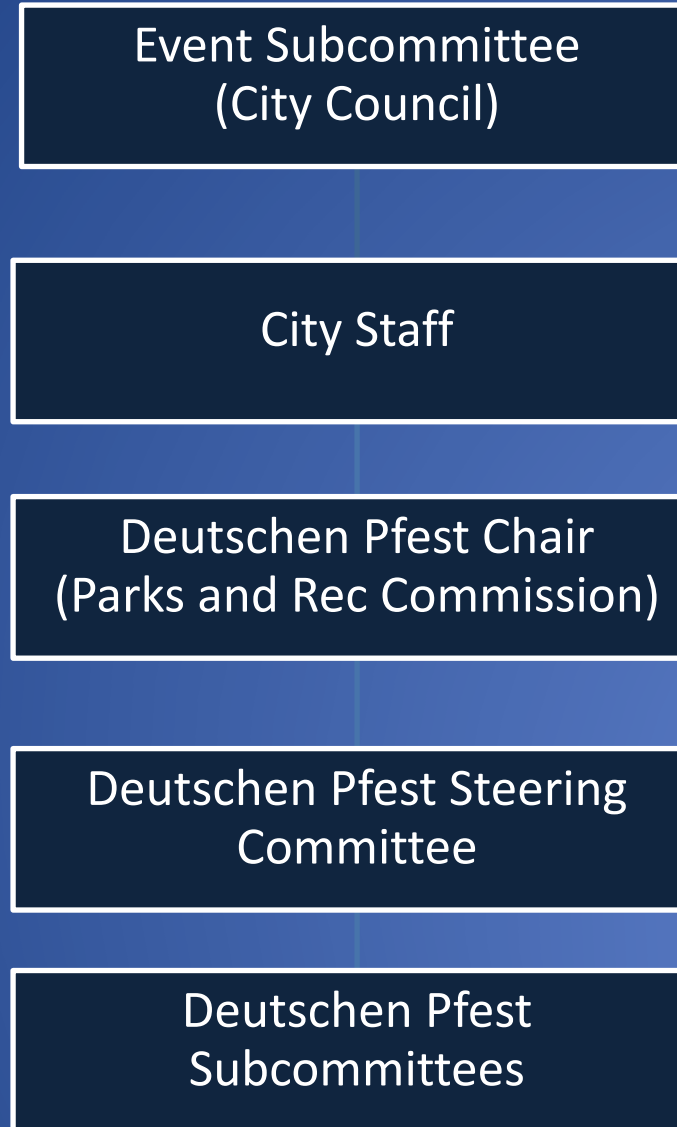 Event Subcommittee
(City Council)
City Staff
Deutschen Pfest Chair
(Parks and Rec Commission)
Deutschen Pfest Steering
Committee
Deutschen Pfest
Subcommittees